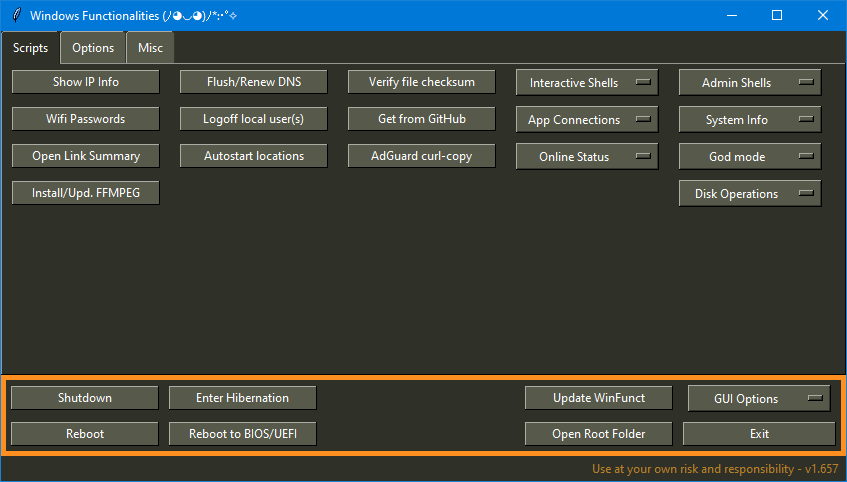 Windows Functionalities (ﾉ◕◡◕)ﾉ*:･ﾟ✧
Scripts Options Misc
Show IP Info Flush/Renew DNS Verify file checksum Interactive Shells Admin Shells
Wifi Passwords Logoff local user(s) Get from GitHub App Connections System Info
Open Link Summary Autostart locations AdGuard curl-copy Online Status God mode
Install/Upd. FFMPEG Disk Operations
Shutdown Enter Hibernation Update WinFunct GUI Options
Reboot Reboot to BIOS/UEFI Open Root Folder Exit
Use at your own risk and responsibility - v1.657